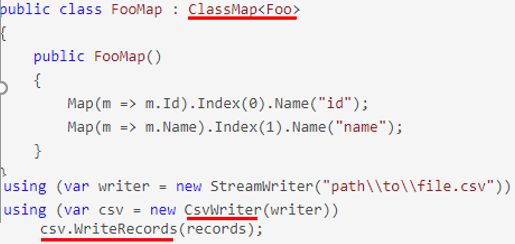 public class FooMap : ClassMap<Foo>
{
public FooMap()
{
Map(m => m.Id).Index(0).Name("id");
Map(m => m.Name).Index(1).Name("name");
}
}
using (var writer = new StreamWriter("path\\to\\file.csv"))
using (var csv = new CsvWriter(writer))
csv.WriteRecords(records);